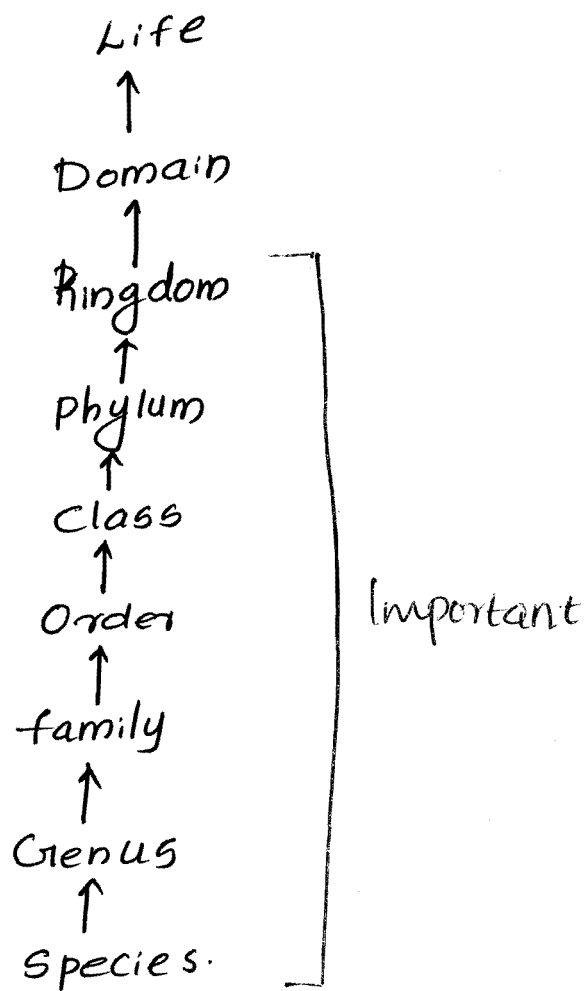 Life
Domain
Kingdom
Phylum
Class
Order
Important
family
Genus
Species.